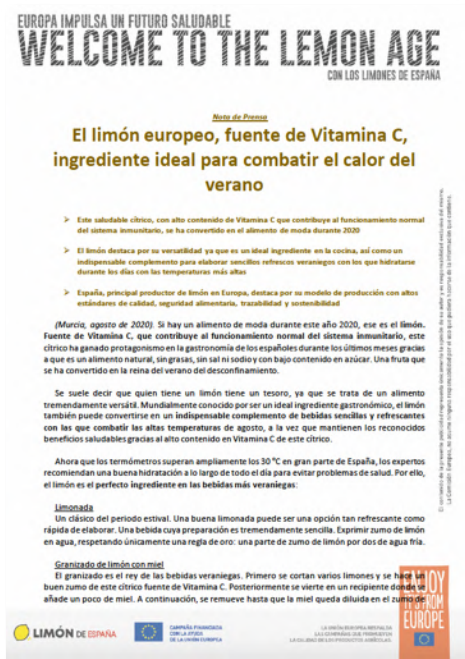 EUROPA IMPULSA UN FUTURO SALUDABLE
WELCOME TO THE LEMON AGE
CON LOS LIMONES DE ESPAÑA
Nota de Prensa
El limón europeo, fuente de Vitamina C,
ingrediente ideal para combatir el calor del
verano
➢ Este saludable cítrico, con alto contenido de Vitamina C que contribuye al funcionamiento normal
del sistema inmunitario, se ha convertido en el alimento de moda durante 2020
➢ El limón destaca por su versatilidad ya que es un ideal ingrediente en la cocina, así como un
indispensable complemento para elaborar sencillos refrescos veraniegos con los que hidratarse
durante los días con las temperaturas más altas
➢ España, principal productor de limón en Europa, destaca por su modelo de producción con altos
estándares de calidad, seguridad alimentaria, trazabilidad y sostenibilidad
(Murcia, agosto de 2020). Si hay un alimento de moda durante este año 2020, ese es el limón.
Fuente de Vitamina C, que contribuye al funcionamiento normal del sistema inmunitario, este
cítrico ha ganado protagonismo en la gastronomía de los españoles durante los últimos meses gracias
a que es un alimento natural, sin grasas, sin sal ni sodio y con bajo contenido en azúcar. Una fruta que
se ha convertido en la reina del verano del desconfinamiento.
Se suele decir que quien tiene un limón tiene un tesoro, ya que se trata de un alimento
tremendamente versátil. Mundialmente conocido por ser un ideal ingrediente gastronómico, el limón
también puede convertirse en un indispensable complemento de bebidas sencillas y refrescantes
con las que combatir las altas temperaturas de agosto, a la vez que mantienen los reconocidos
beneficios saludables gracias al alto contenido en Vitamina C de este cítrico.
Ahora que los termómetros superan ampliamente los 30 ºC en gran parte de España, los expertos
recomiendan una buena hidratación a lo largo de todo el día para evitar problemas de salud. Por ello,
el limón es el perfecto ingrediente en las bebidas más veraniegas:
Limonada
Un clásico del periodo estival. Una buena limonada puede ser una opción tan refrescante como
rápida de elaborar. Una bebida cuya preparación es tremendamente sencilla. Exprimir zumo de limón
en agua, respetando únicamente una regla de oro: una parte de zumo de limón por dos de agua fría.
Granizado de limón con miel
El granizado es el rey de las bebidas veraniegas. Primero se cortan varios limones y se hace un
buen zumo de este cítrico fuente de Vitamina C. Posteriormente se vierte en un recipiente donde se
añade un poco de miel. A continuación, se remueve hasta que la miel queda diluida en el zumo de
ENJOY
IT'S FROM
EUROPE
LIMÓN DE ESPAÑA
CAMPAÑA FINANCIADA
CON LA AYUDA
DE LA UNIÓN EUROPEA
LA UNIÓN EUROPEA RESPALDA
LAS CAMPAÑAS QUE PROMUEVEN
LA CALIDAD DE LOS PRODUCTOS AGRÍCOLAS.